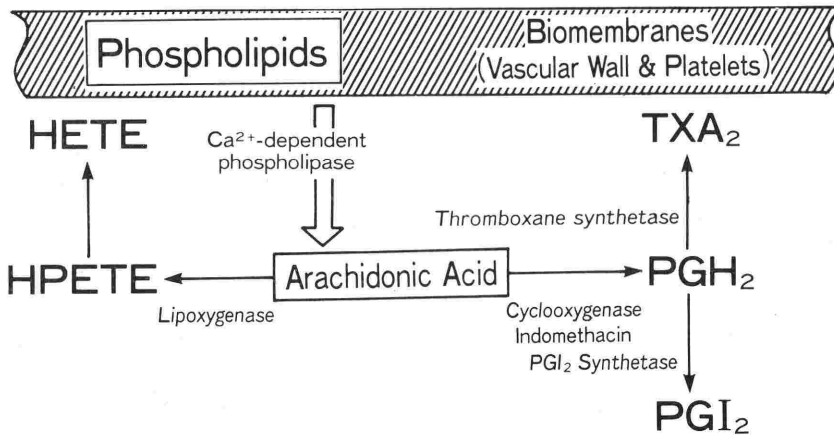 Phospholipids
Biomembranes
(Vascular Wall & Platelets)
HETE
Ca²⁺-dependent
phospholipase
TXA₂
Thromboxane synthetase
HPETE
Arachidonic Acid
PGH₂
Lipoxygenase
Cyclooxygenase
Indomethacin
PGI₂ Synthetase
PGI₂